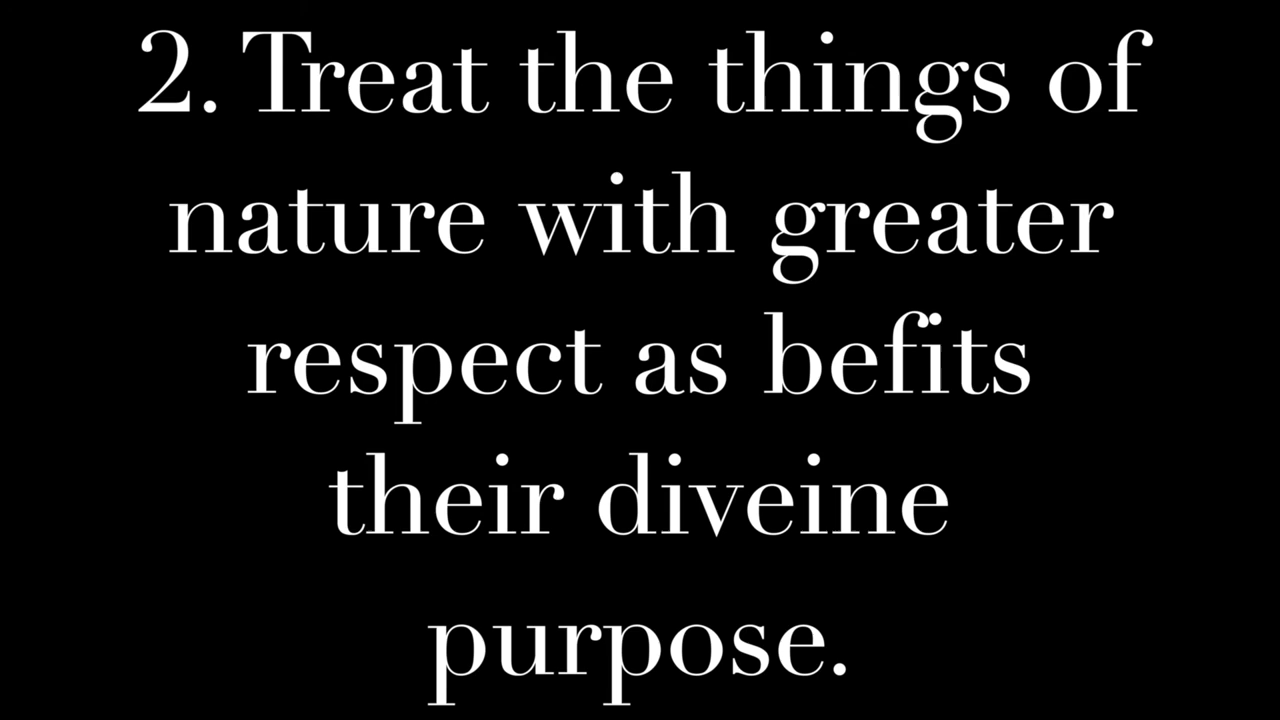 2. Treat the things of
nature with greater
respect as befits
their diveine
purpose.